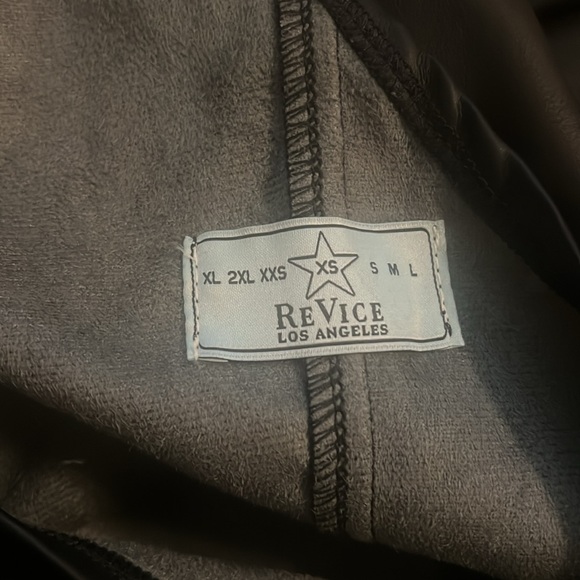 XL 2XL XXS XS S M L
REVICE
LOS ANGELES